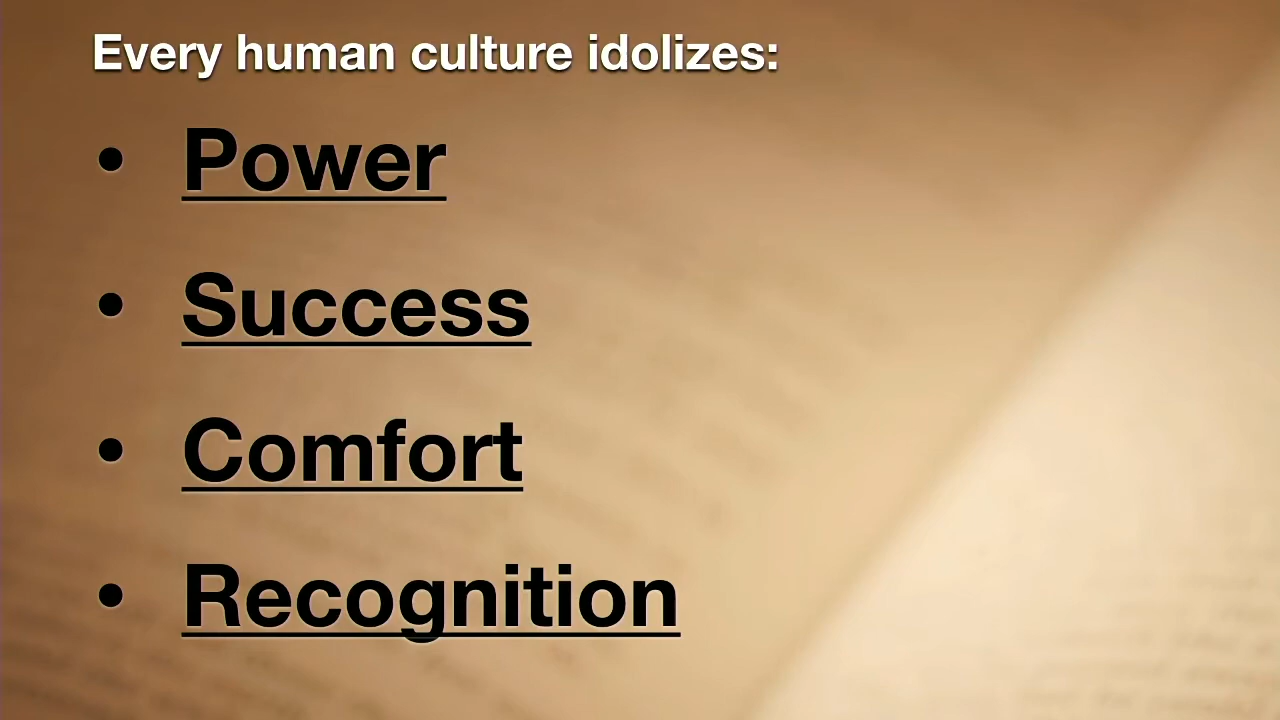 Every human culture idolizes:
• Power
• Success
• Comfort
• Recognition